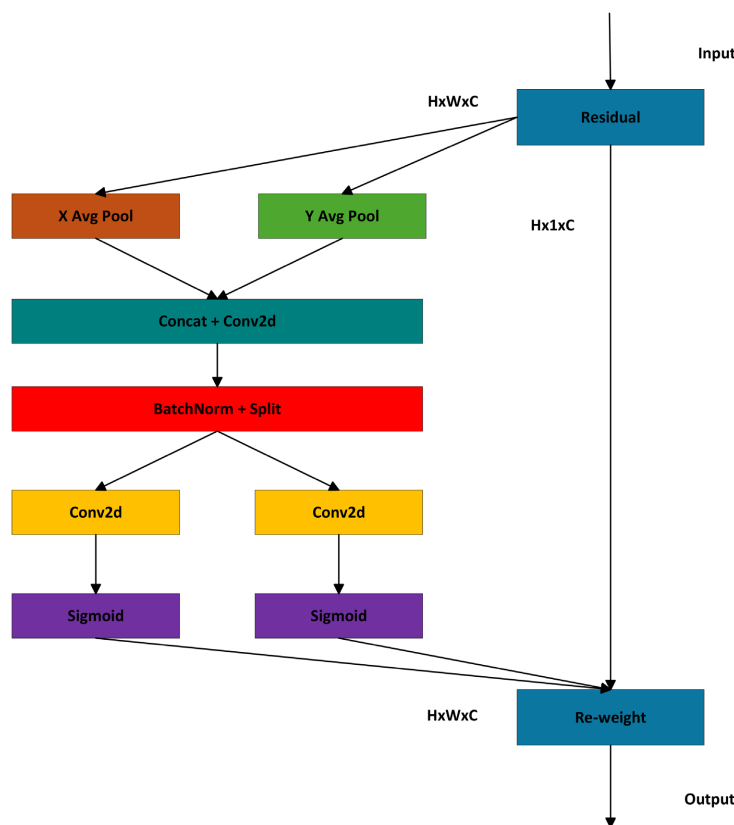 Input
HxWxC
Residual
X Avg Pool
Y Avg Pool
Hx1xC
Concat + Conv2d
BatchNorm + Split
Conv2d
Conv2d
Sigmoid
Sigmoid
HxWxC
Re-weight
Output